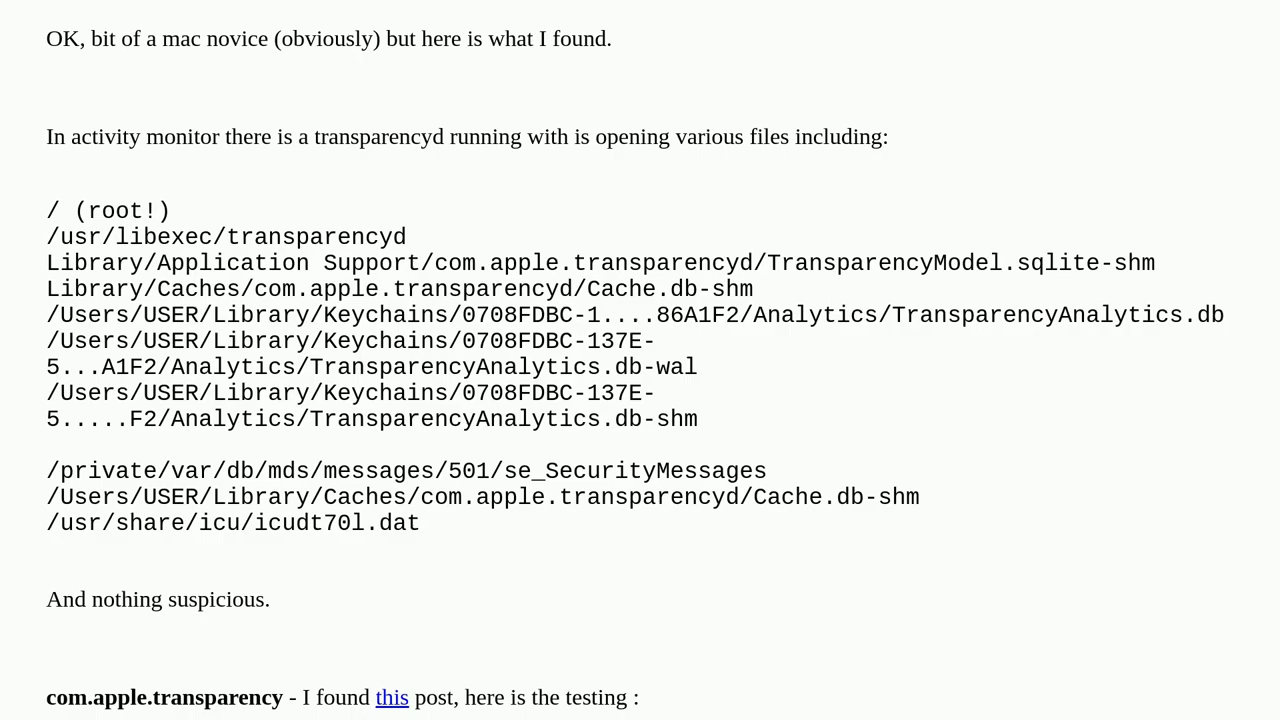 OK, bit of a mac novice (obviously) but here is what I found.
In activity monitor there is a transparencyd running with is opening various files including:
/ (root!)
/usr/libexec/transparencyd
Library/Application Support/com.apple.transparencyd/TransparencyModel.sqlite-shm
Library/Caches/com.apple.transparencyd/Cache.db-shm
/Users/USER/Library/Keychains/0708FDBC-1....86A1F2/Analytics/TransparencyAnalytics.db
/Users/USER/Library/Keychains/0708FDBC-137E-
5...A1F2/Analytics/TransparencyAnalytics.db-wal
/Users/USER/Library/Keychains/0708FDBC-137E-
5.....F2/Analytics/TransparencyAnalytics.db-shm
/private/var/db/mds/messages/501/se_SecurityMessages
/Users/USER/Library/Caches/com.apple.transparencyd/Cache.db-shm
/usr/share/icu/icudt70l.dat
And nothing suspicious.
com.apple.transparency - I found this post, here is the testing :